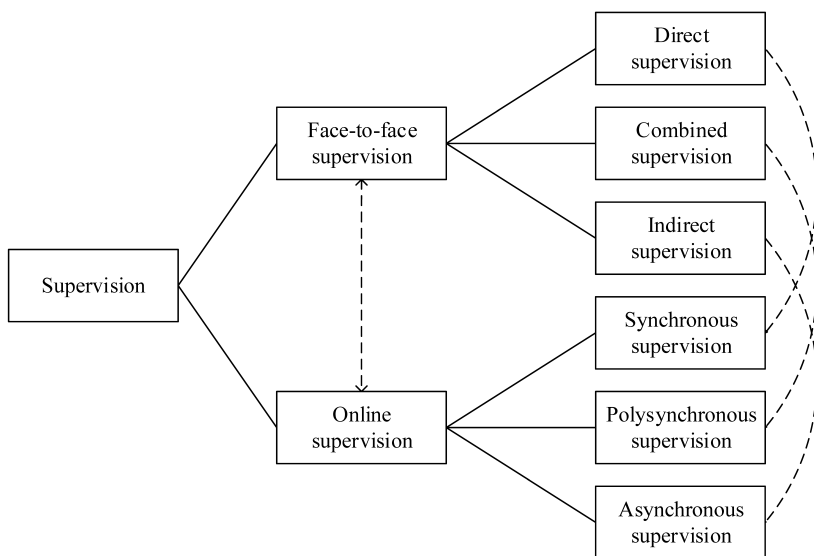 Direct
supervision
Face-to-face
supervision
Combined
supervision
Indirect
supervision
Supervision
Synchronous
supervision
Online
supervision
Polysynchronous
supervision
Asynchronous
supervision